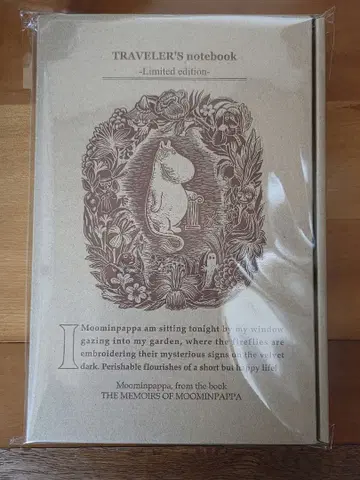 TRAVELER'S notebook
-Limited edition-
I Moominpappa am sitting tonight by my window
gazing into my garden, where the fireflies are
embroidering their mysterious signs on the velvet
dark. Perishable flourishes of a short but happy life!
Moominpappa, from the book
THE MEMOIRS OF MOOMINPAPPA